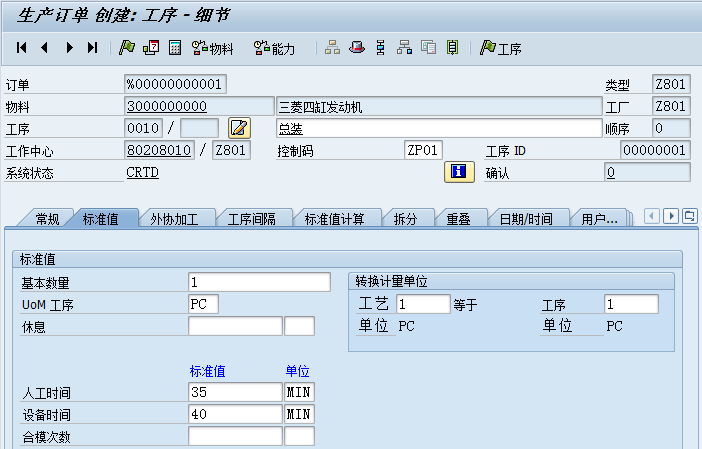 生产订单 创建: 工序 - 细节
物料 能力 工序
订单 %00000000001 类型 Z801
物料 3000000000 三菱四缸发动机 工厂 Z801
工序 0010 / 总装 顺序 0
工作中心 80208010 / Z801 控制码 ZP01 工序 ID 00000001
系统状态 CRTD 确认 0
常规 标准值 外协加工 工序间隔 标准值计算 拆分 重叠 日期/时间 用户...
标准值
基本数量 1 转换计量单位
UoM 工序 PC 工艺 1 等于 工序 1
休息 单位 PC 单位 PC
标准值 单位
人工时间 35 MIN
设备时间 40 MIN
合模次数